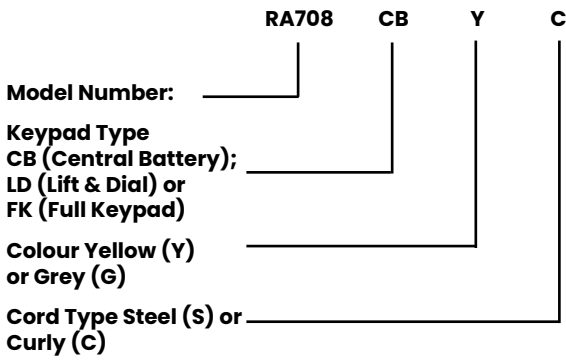 RA708 CB Y C
Model Number:
Keypad Type
CB (Central Battery);
LD (Lift & Dial) or
FK (Full Keypad)
Colour Yellow (Y)
or Grey (G)
Cord Type Steel (S) or
Curly (C)